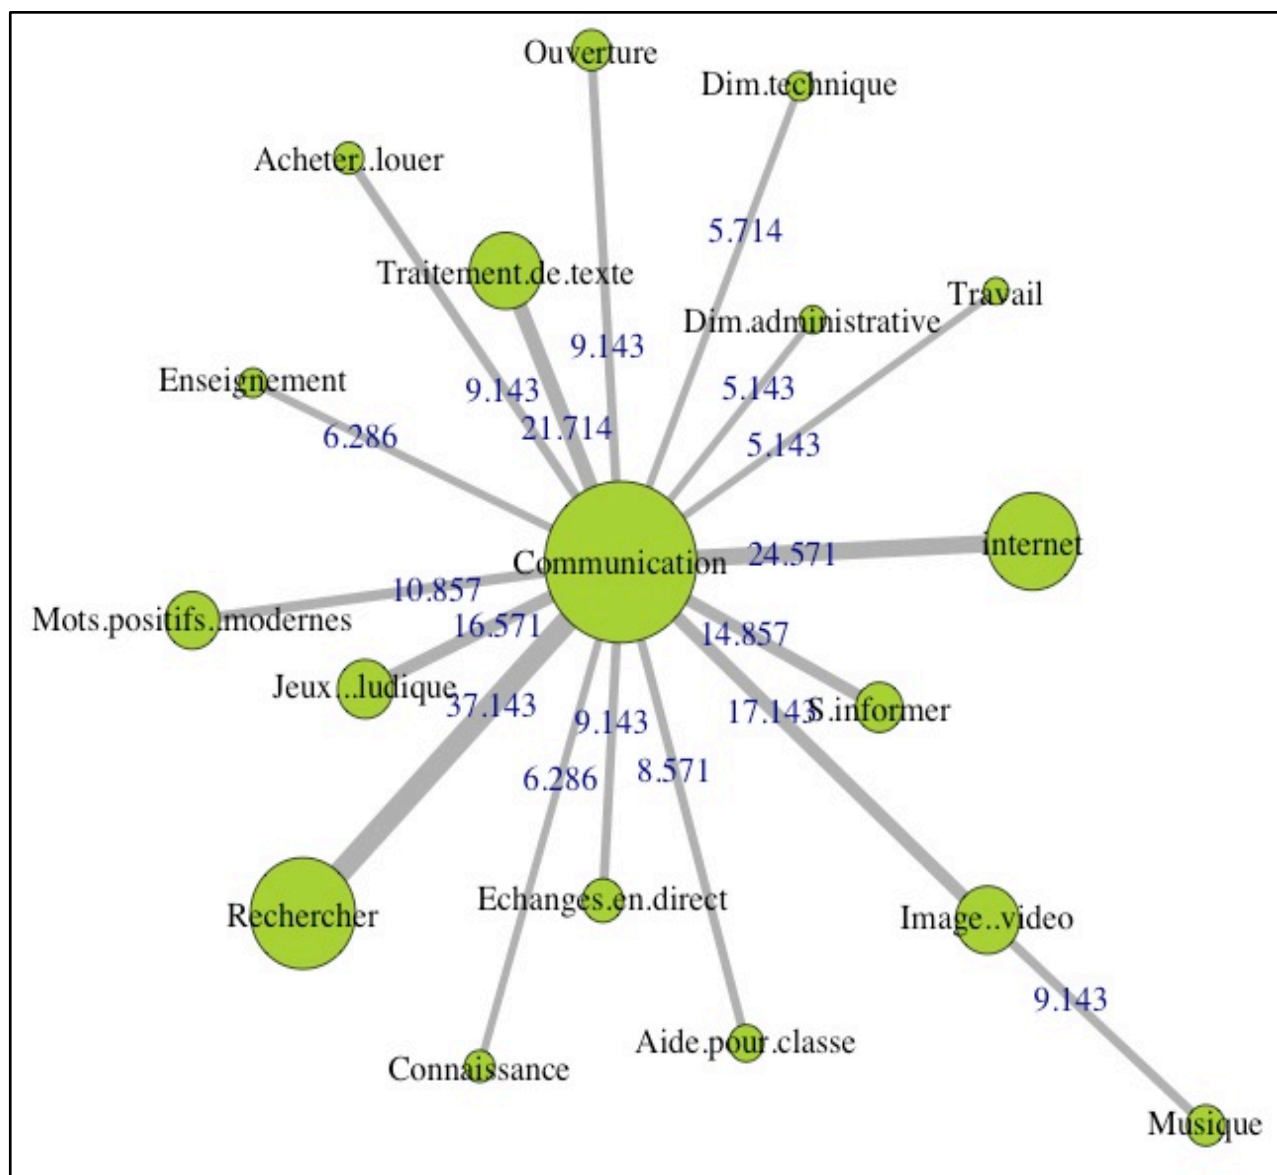 Ouverture
Dim.technique
Acheter..louer
5.714
Traitement.de.texte
Travail
Dim.administrative
9.143
Enseignement
9.143
5.143
21.714
6.286
5.143
internet
24.571
Communication
10.857
Mots.positifs..modernes
16.571
14.857
Jeux..ludique
37.143
9.143
17.143
S.informer
6.286
8.571
Echanges.en.direct
Rechercher
Image..video
9.143
Aide.pour.classe
Connaissance
Musique